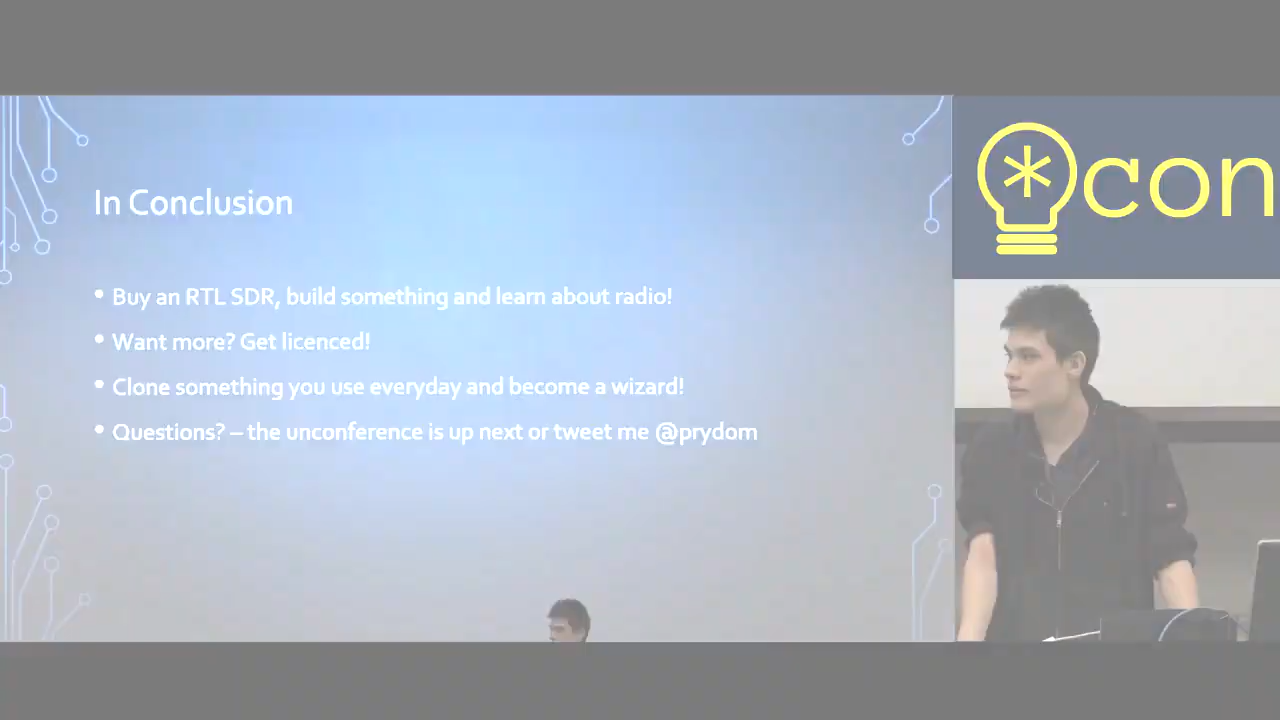 In Conclusion
• Buy an RTL SDR, build something and learn about radio!
• Want more? Get licenced!
• Clone something you use everyday and become a wizard!
• Questions? – the unconference is up next or tweet me @prydom
*con